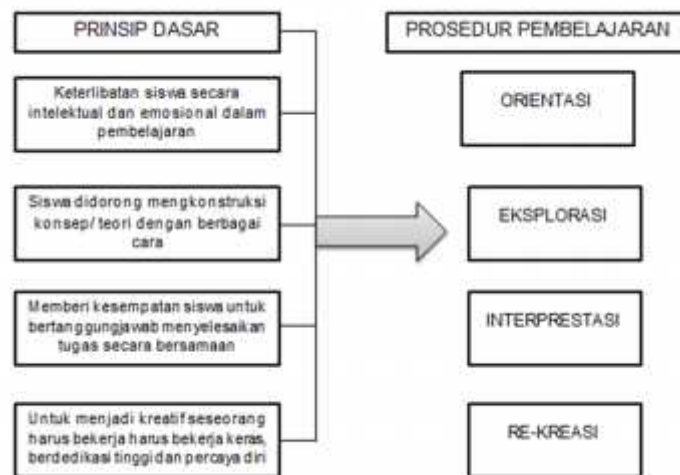 PRINSIP DASAR
Keterlibatan siswa secara
intelektual dan emosional dalam
pembelajaran
Siswa didorong mengkonstruksi
konsep/ teori dengan berbagai
cara
Memberi kesempatan siswa untuk
bertanggungjawab menyelesaikan
tugas secara bersamaan
Untuk menjadi kreatif seseorang
harus bekerja harus bekerja keras,
berdedikasi tinggi dan percaya diri
PROSEDUR PEMBELAJARAN
ORIENTASI
EKSPLORASI
INTERPRESTASI
RE-KREASI